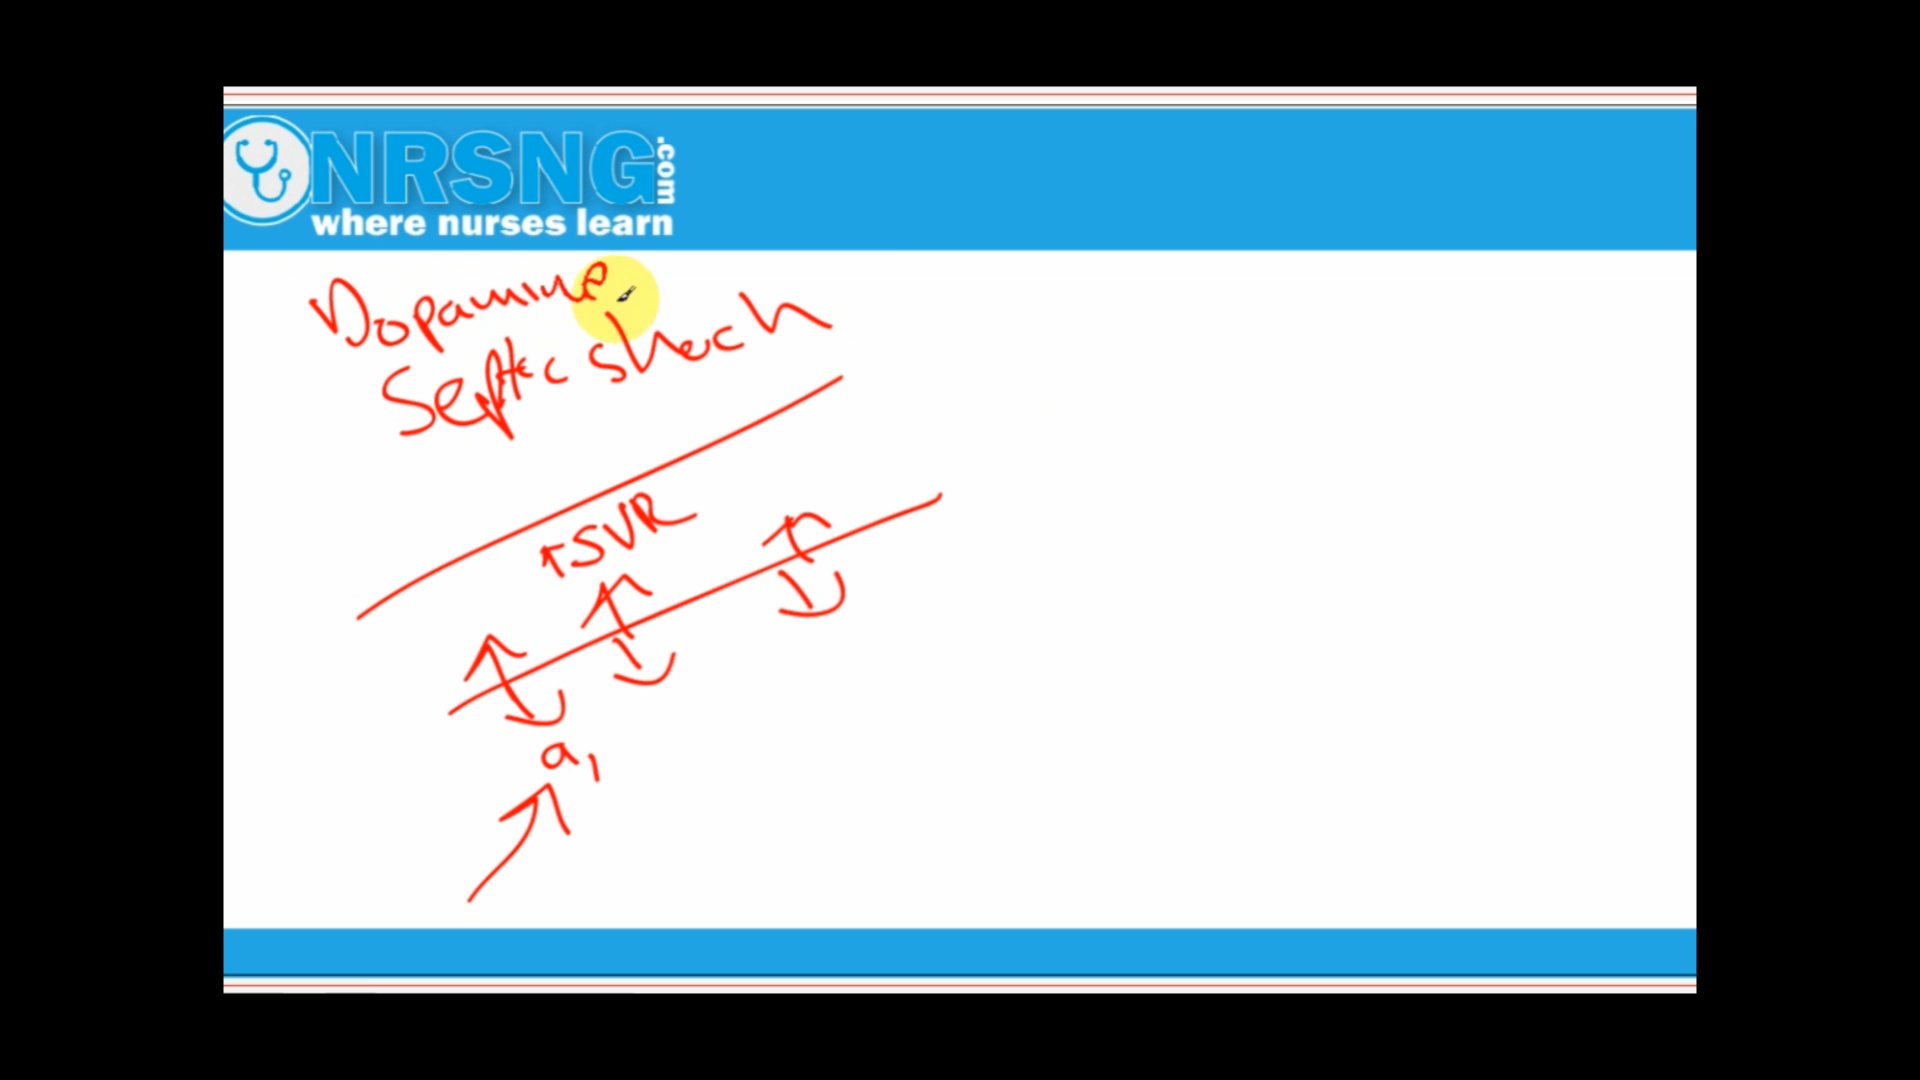 NRSNG.com
where nurses learn
Dopamine
Septic shock
↑SVR
a1